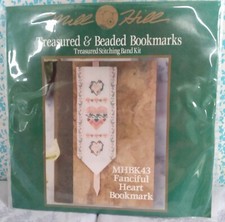 Mill Hill
Treasured & Beaded Bookmarks
Treasured Stitching Band Kit
MHBK43
Fanciful
Heart
Bookmark